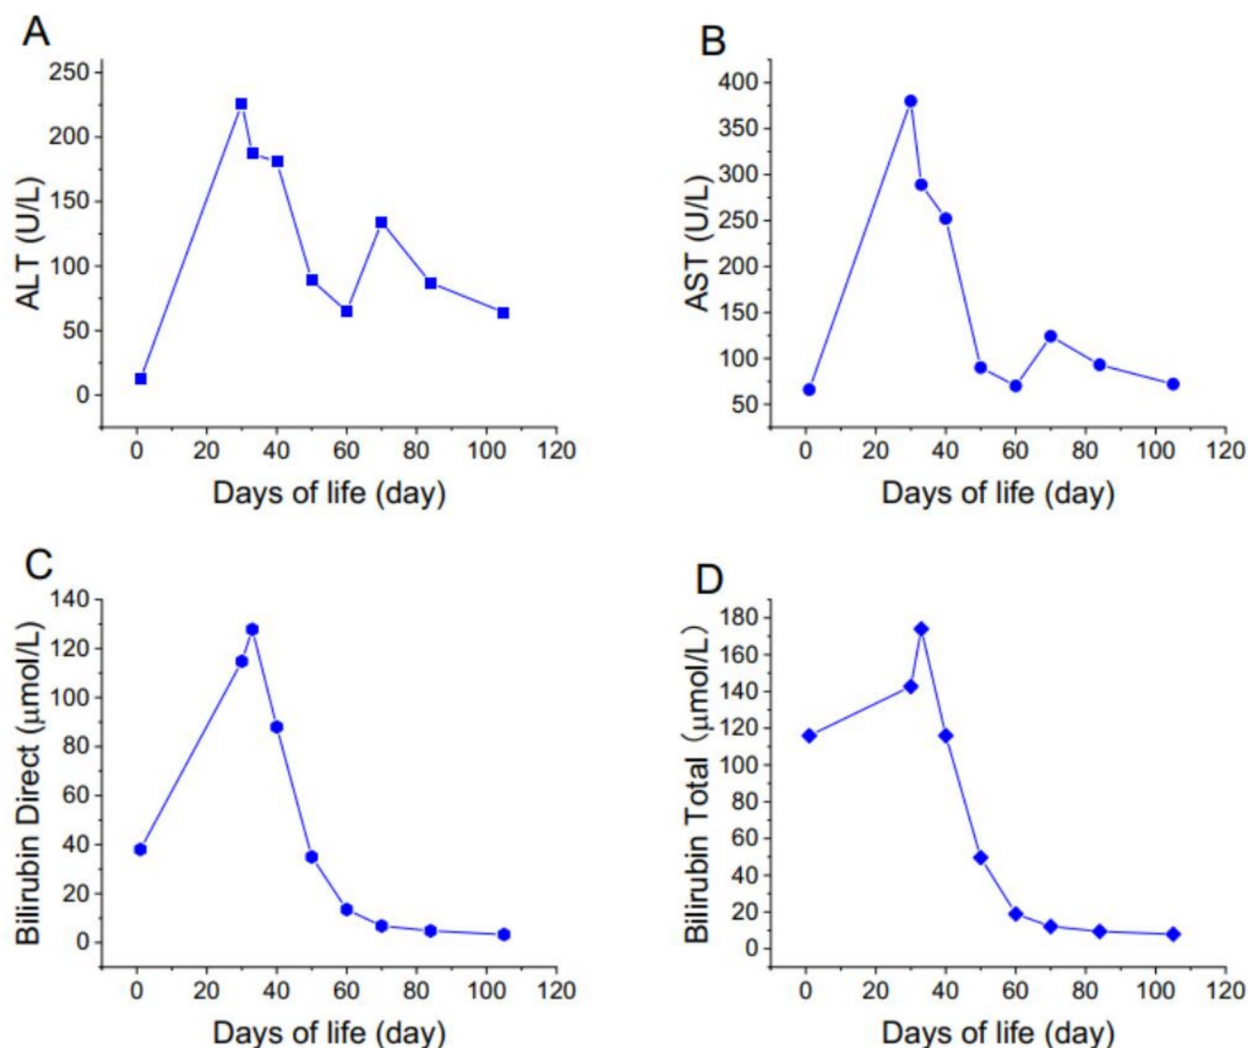 A
ALT (U/L)
250
200
150
100
50
0
0 20 40 60 80 100 120
Days of life (day)
B
AST (U/L)
400
350
300
250
200
150
100
50
0 20 40 60 80 100 120
Days of life (day)
C
Bilirubin Direct (μmol/L)
140
120
100
80
60
40
20
0
0 20 40 60 80 100 120
Days of life (day)
D
Bilirubin Total（μmol/L）
180
160
140
120
100
80
60
40
20
0
0 20 40 60 80 100 120
Days of life (day)